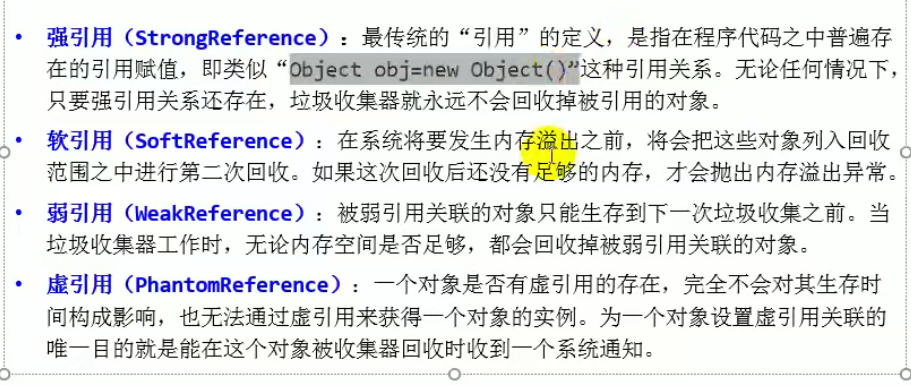 • 强引用（StrongReference）：最传统的“引用”的定义，是指在程序代码之中普遍存
在的引用赋值，即类似“Object obj=new Object()”这种引用关系。无论任何情况下，
只要强引用关系还存在，垃圾收集器就永远不会回收掉被引用的对象。
• 软引用（SoftReference）：在系统将要发生内存溢出之前，将会把这些对象列入回收
范围之中进行第二次回收。如果这次回收后还没有足够的内存，才会抛出内存溢出异常。
• 弱引用（WeakReference）：被弱引用关联的对象只能生存到下一次垃圾收集之前。当
垃圾收集器工作时，无论内存空间是否足够，都会回收掉被弱引用关联的对象。
• 虚引用（PhantomReference）：一个对象是否有虚引用的存在，完全不会对其生存时
间构成影响，也无法通过虚引用来获得一个对象的实例。为一个对象设置虚引用关联的
唯一目的就是能在这个对象被收集器回收时收到一个系统通知。